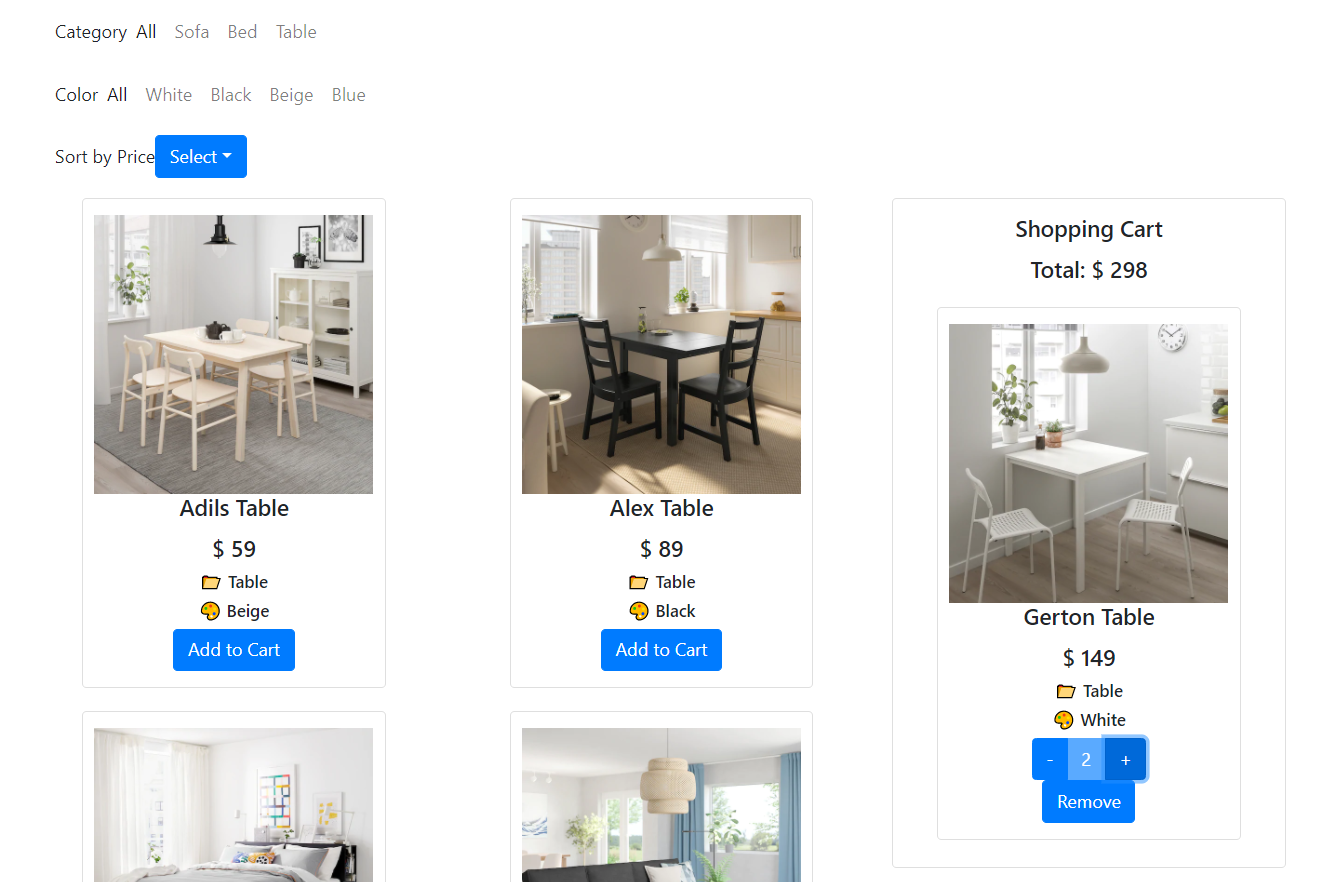 Category All Sofa Bed Table
Color All White Black Beige Blue
Sort by Price Select
Adils Table
$ 59
Table
Beige
Add to Cart
Alex Table
$ 89
Table
Black
Add to Cart
Shopping Cart
Total: $ 298
Gerton Table
$ 149
Table
White
- 2 +
Remove